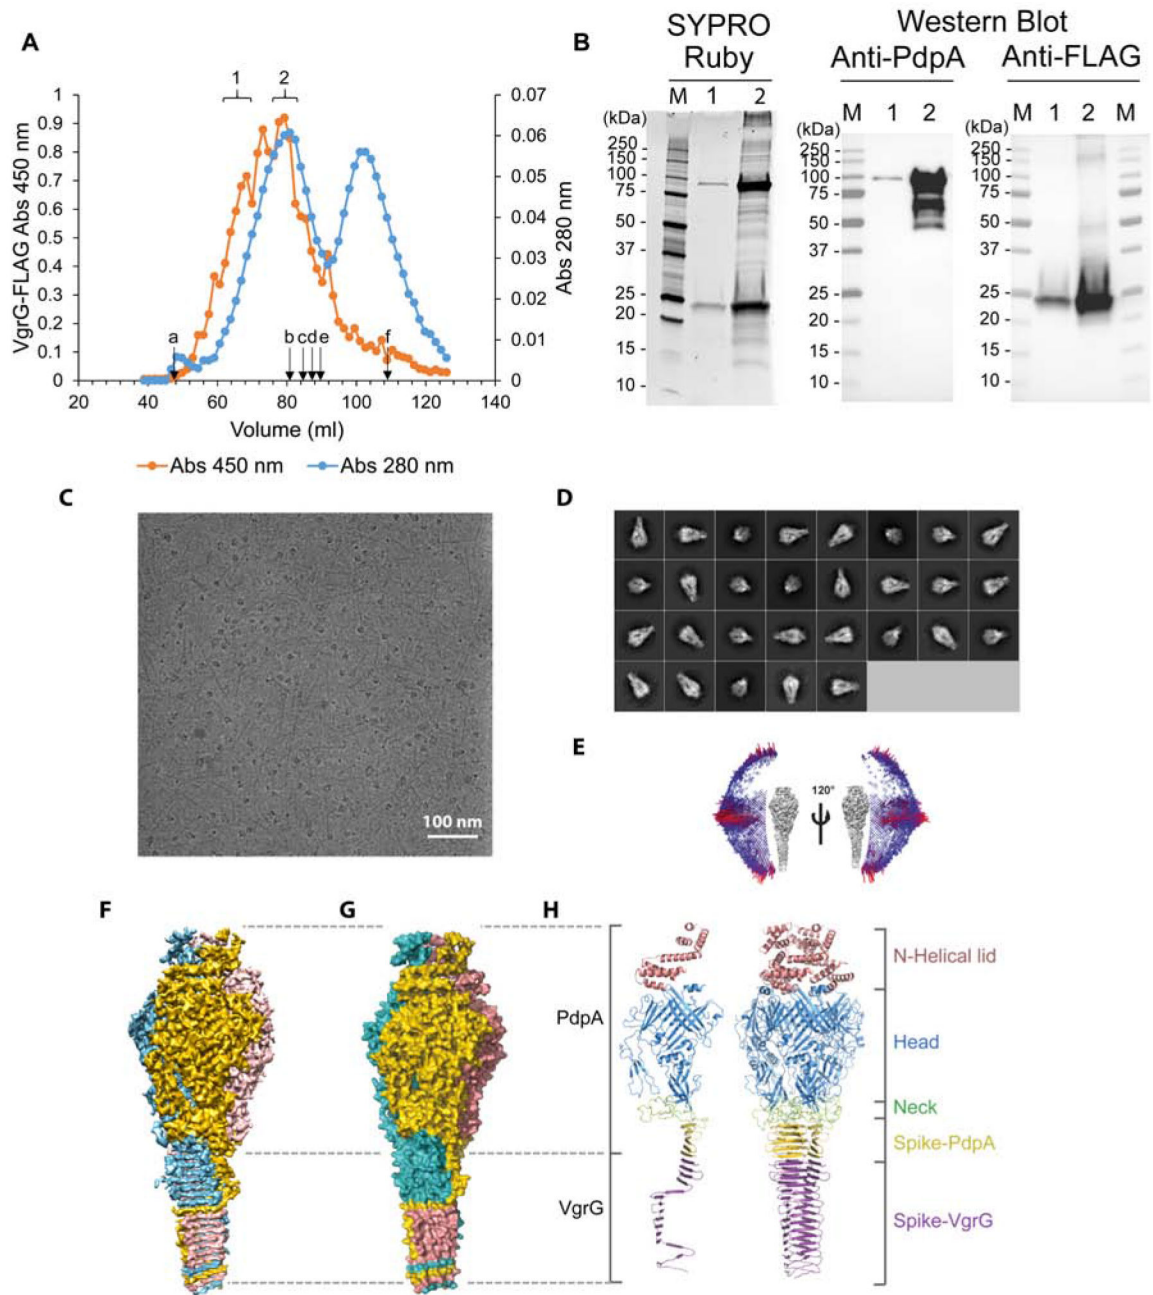 A
1
2
VgrG-FLAG Abs 450 nm
1
0.9
0.8
0.7
0.6
0.5
0.4
0.3
0.2
0.1
0
a
b
c
d
e
f
0.07
0.06
0.05
0.04
0.03
0.02
0.01
0
Abs 280 nm
20
40
60
80
100
120
140
Volume (ml)
Abs 450 nm
Abs 280 nm
B
SYPRO
Ruby
M 1 2
(kDa)
250 -
150 -
100 -
75 -
50 -
37 -
25 -
20 -
15 -
10 -
Western Blot
Anti-PdpA
Anti-FLAG
M 1 2
(kDa)
250 -
150 -
100 -
75 -
50 -
37 -
25 -
20 -
15 -
10 -
M 1 2 M
(kDa)
250 -
150 -
100 -
75 -
50 -
37 -
25 -
20 -
15 -
10 -
C
100 nm
D
E
120°
F
G
H
PdpA
VgrG
N-Helical lid
Head
Neck
Spike-PdpA
Spike-VgrG